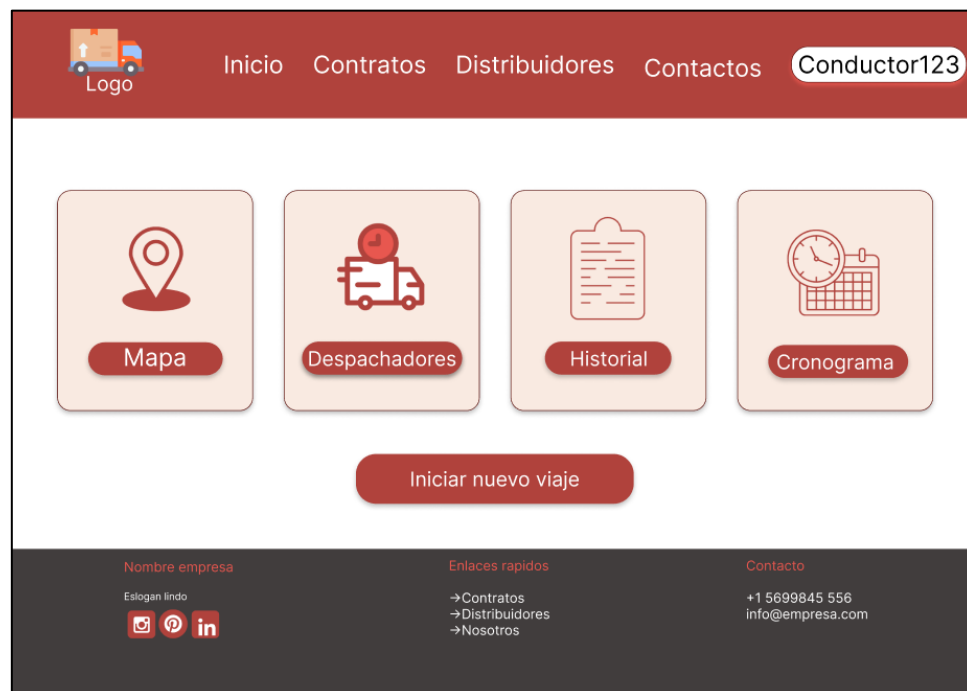 Logo
Inicio
Contratos
Distribuidores
Contactos
Conductor123
Mapa
Despachadores
Historial
Cronograma
Iniciar nuevo viaje
Nombre empresa
Eslogan lindo
in
Enlaces rapidos
→Contratos
→Distribuidores
→Nosotros
Contacto
+1 5699845 556
info@empresa.com